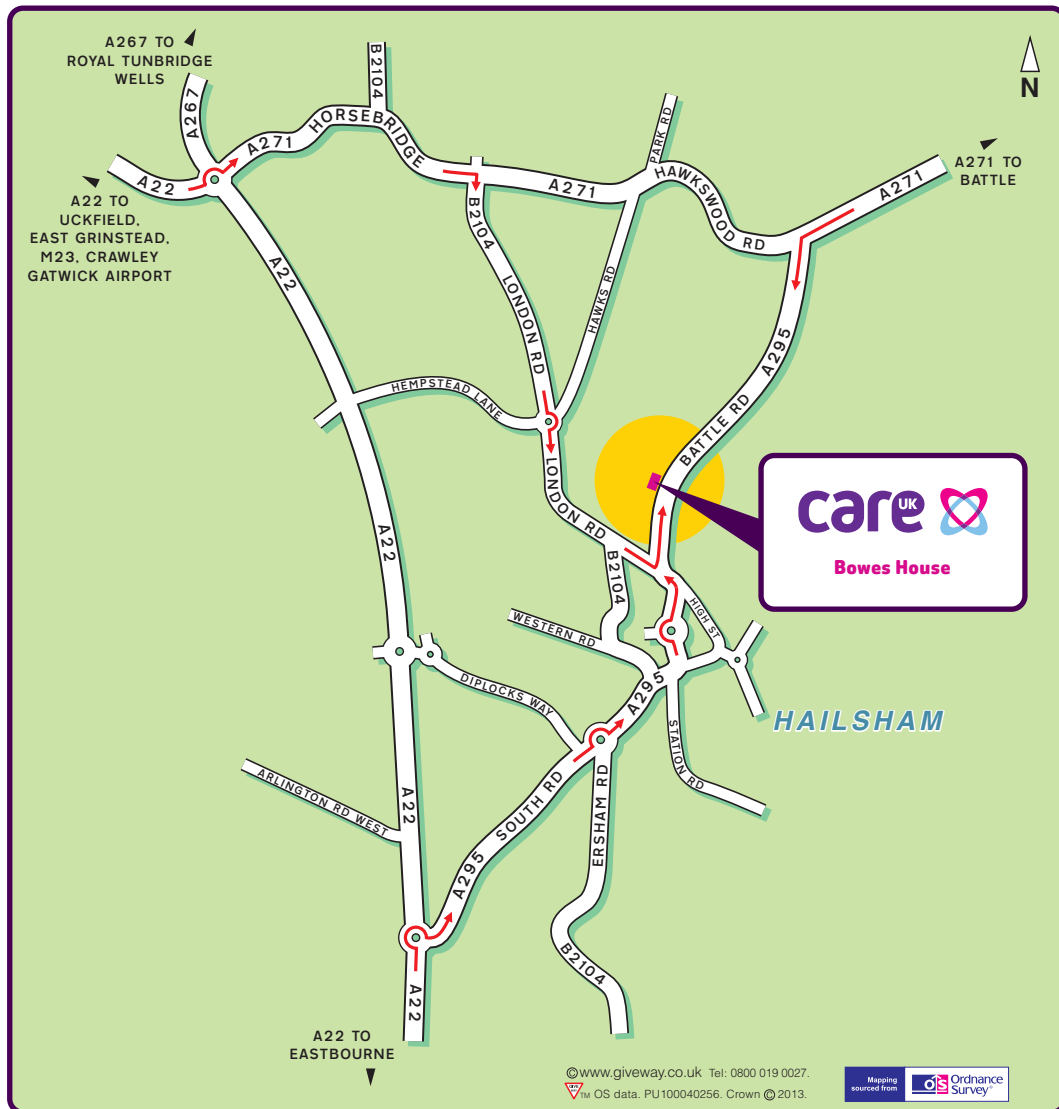 A267 TO
ROYAL TUNBRIDGE
WELLS
B2104
N
A267
A271
HORSEBRIDGE
PARK RD
A271 TO
BATTLE
A22
A271
HAWKSWOOD RD
A271
A22 TO
UCKFIELD,
EAST GRINSTEAD,
M23, CRAWLEY
GATWICK AIRPORT
B2104
A22
LONDON RD
HAWKS RD
A295
HEMPSTEAD LANE
BATTLE RD
LONDON RD
care UK
Bowes House
A22
B2104
HIGH ST
WESTERN RD
DIPLOCKS WAY
A295
HAILSHAM
STATION RD
ARLINGTON RD WEST
A22
SOUTH RD
ERSHAM RD
A295
B2104
A22
A22 TO
EASTBOURNE
©www.giveway.co.uk Tel: 0800 019 0027.
GIVE WAY TM OS data. PU100040256. Crown © 2013.
Mapping
sourced from
OS Ordnance
Survey®